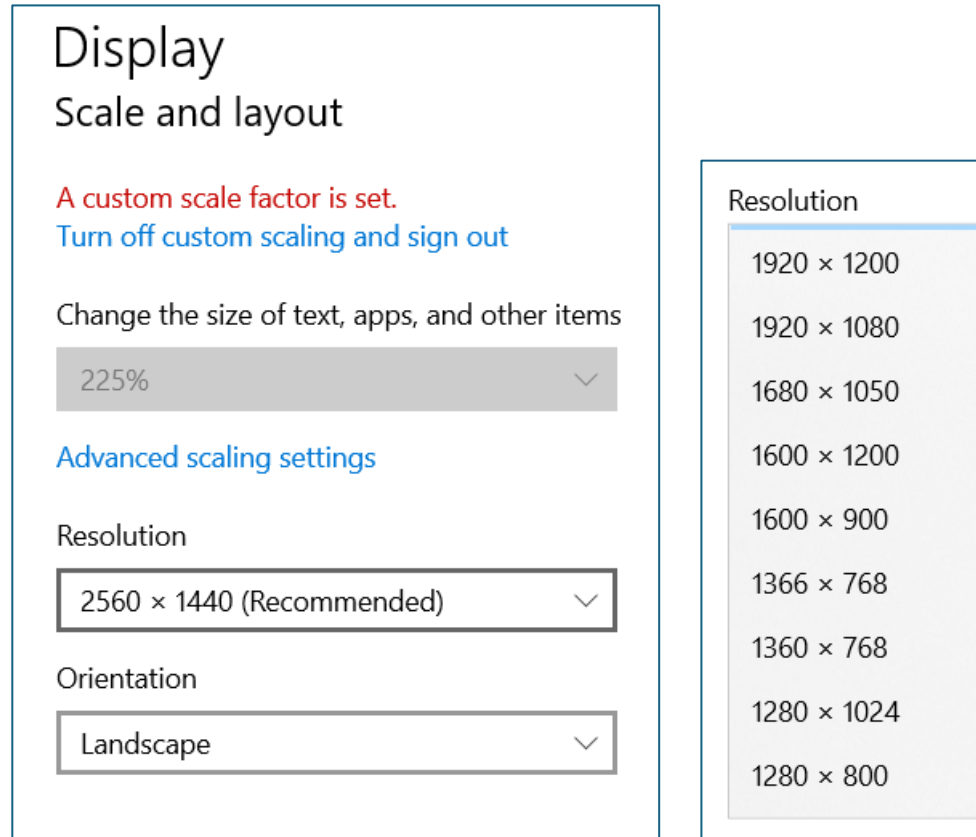 Display
Scale and layout
A custom scale factor is set.
Turn off custom scaling and sign out
Change the size of text, apps, and other items
225%
Advanced scaling settings
Resolution
2560 × 1440 (Recommended)
Orientation
Landscape
Resolution
1920 × 1200
1920 × 1080
1680 × 1050
1600 × 1200
1600 × 900
1366 × 768
1360 × 768
1280 × 1024
1280 × 800